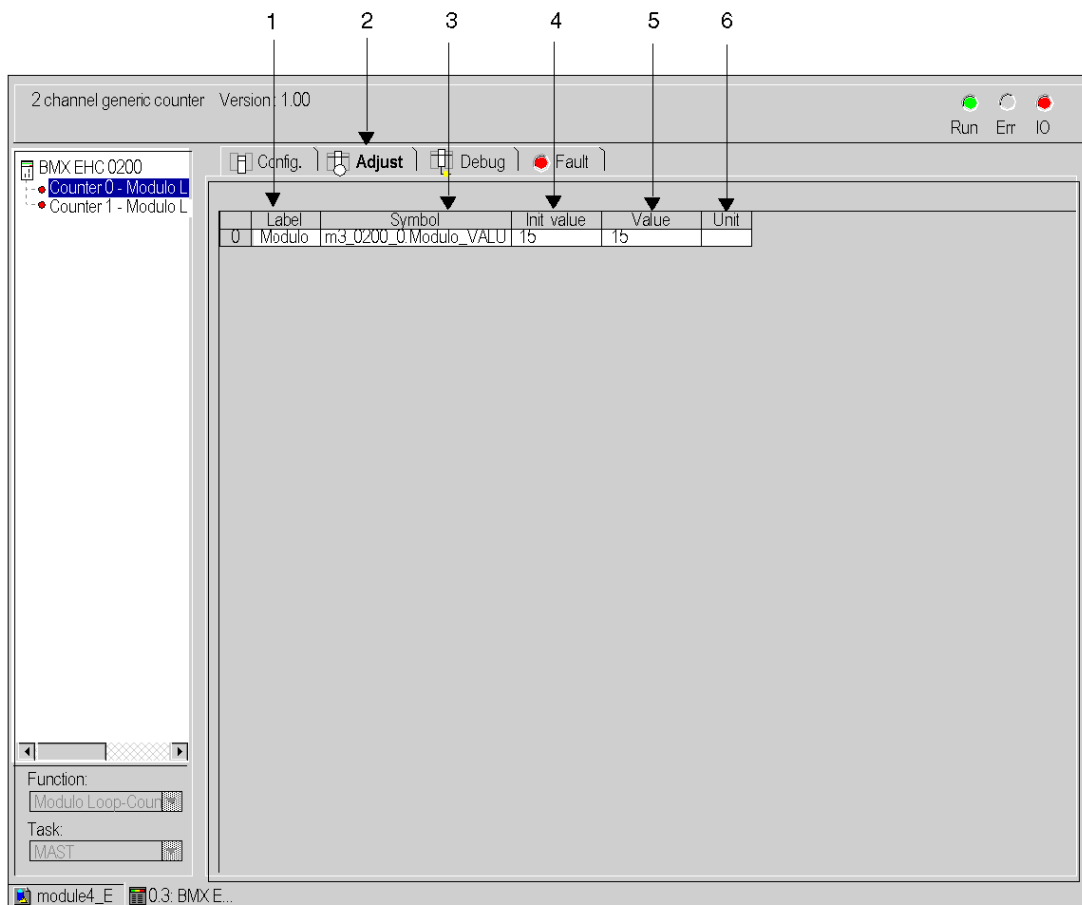 1 2 3 4 5 6
2 channel generic counter Version: 1.00
Run Err IO
BMX EHC 0200
Counter 0 - Modulo L
Counter 1 - Modulo L
Config. Adjust Debug Fault
Label Symbol Init value Value Unit
0 Modulo m3_0200_0.Modulo_VALU 15 15
Function:
Modulo Loop-Coun
Task:
MAST
module4_E 0.3: BMX E...